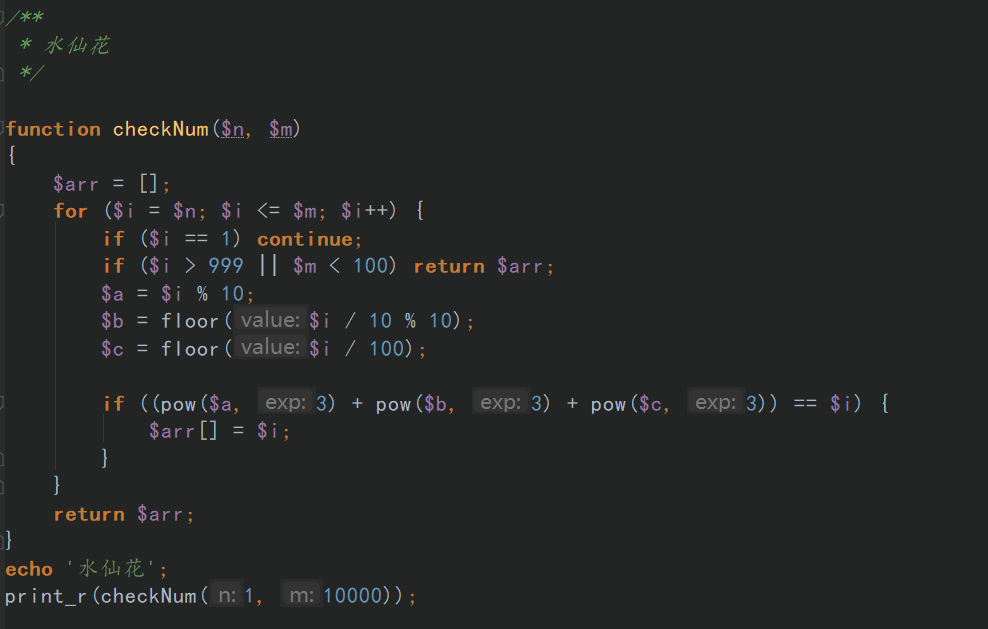 /**
 * 水仙花
 */
function checkNum($n, $m)
{
    $arr = [];
    for ($i = $n; $i <= $m; $i++) {
        if ($i == 1) continue;
        if ($i > 999 || $m < 100) return $arr;
        $a = $i % 10;
        $b = floor( value: $i / 10 % 10);
        $c = floor( value: $i / 100);
        if ((pow($a, exp: 3) + pow($b, exp: 3) + pow($c, exp: 3)) == $i) {
            $arr[] = $i;
        }
    }
    return $arr;
}
echo '水仙花';
print_r(checkNum( n: 1, m: 10000));